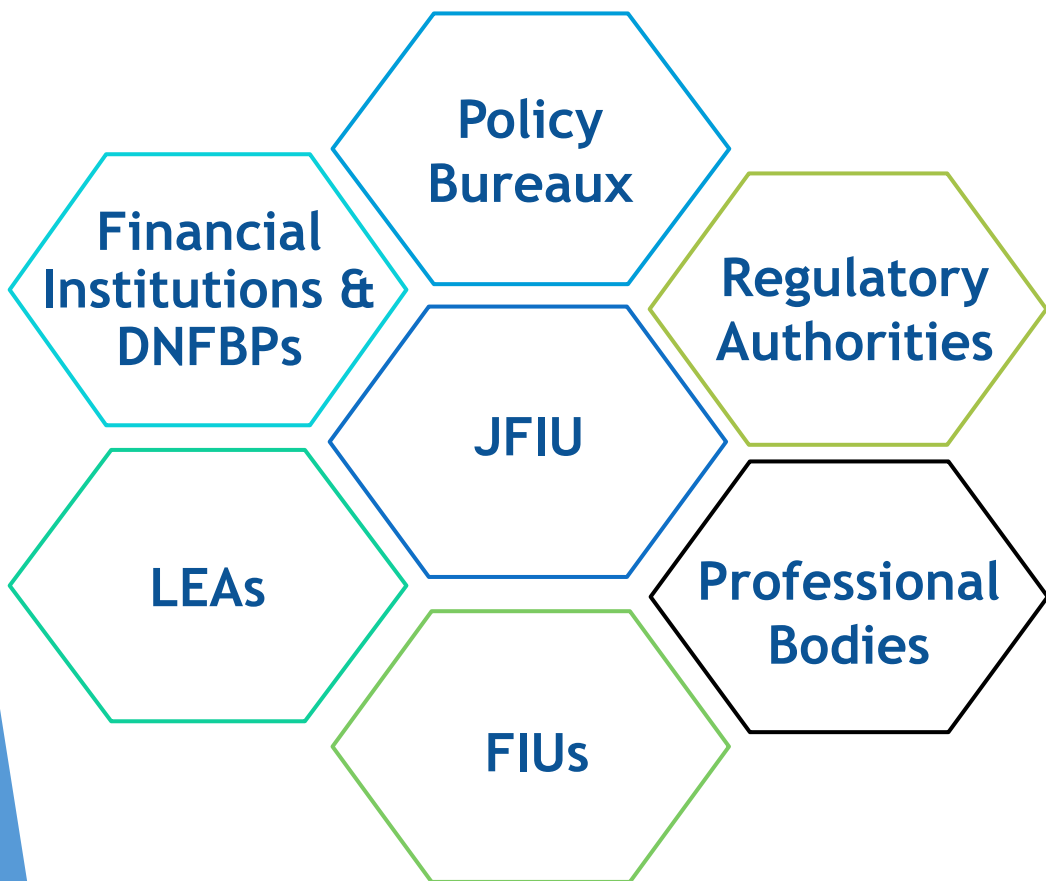 Policy
Bureaux
Financial
Institutions &
DNFBPs
Regulatory
Authorities
JFIU
LEAs
Professional
Bodies
FIUs